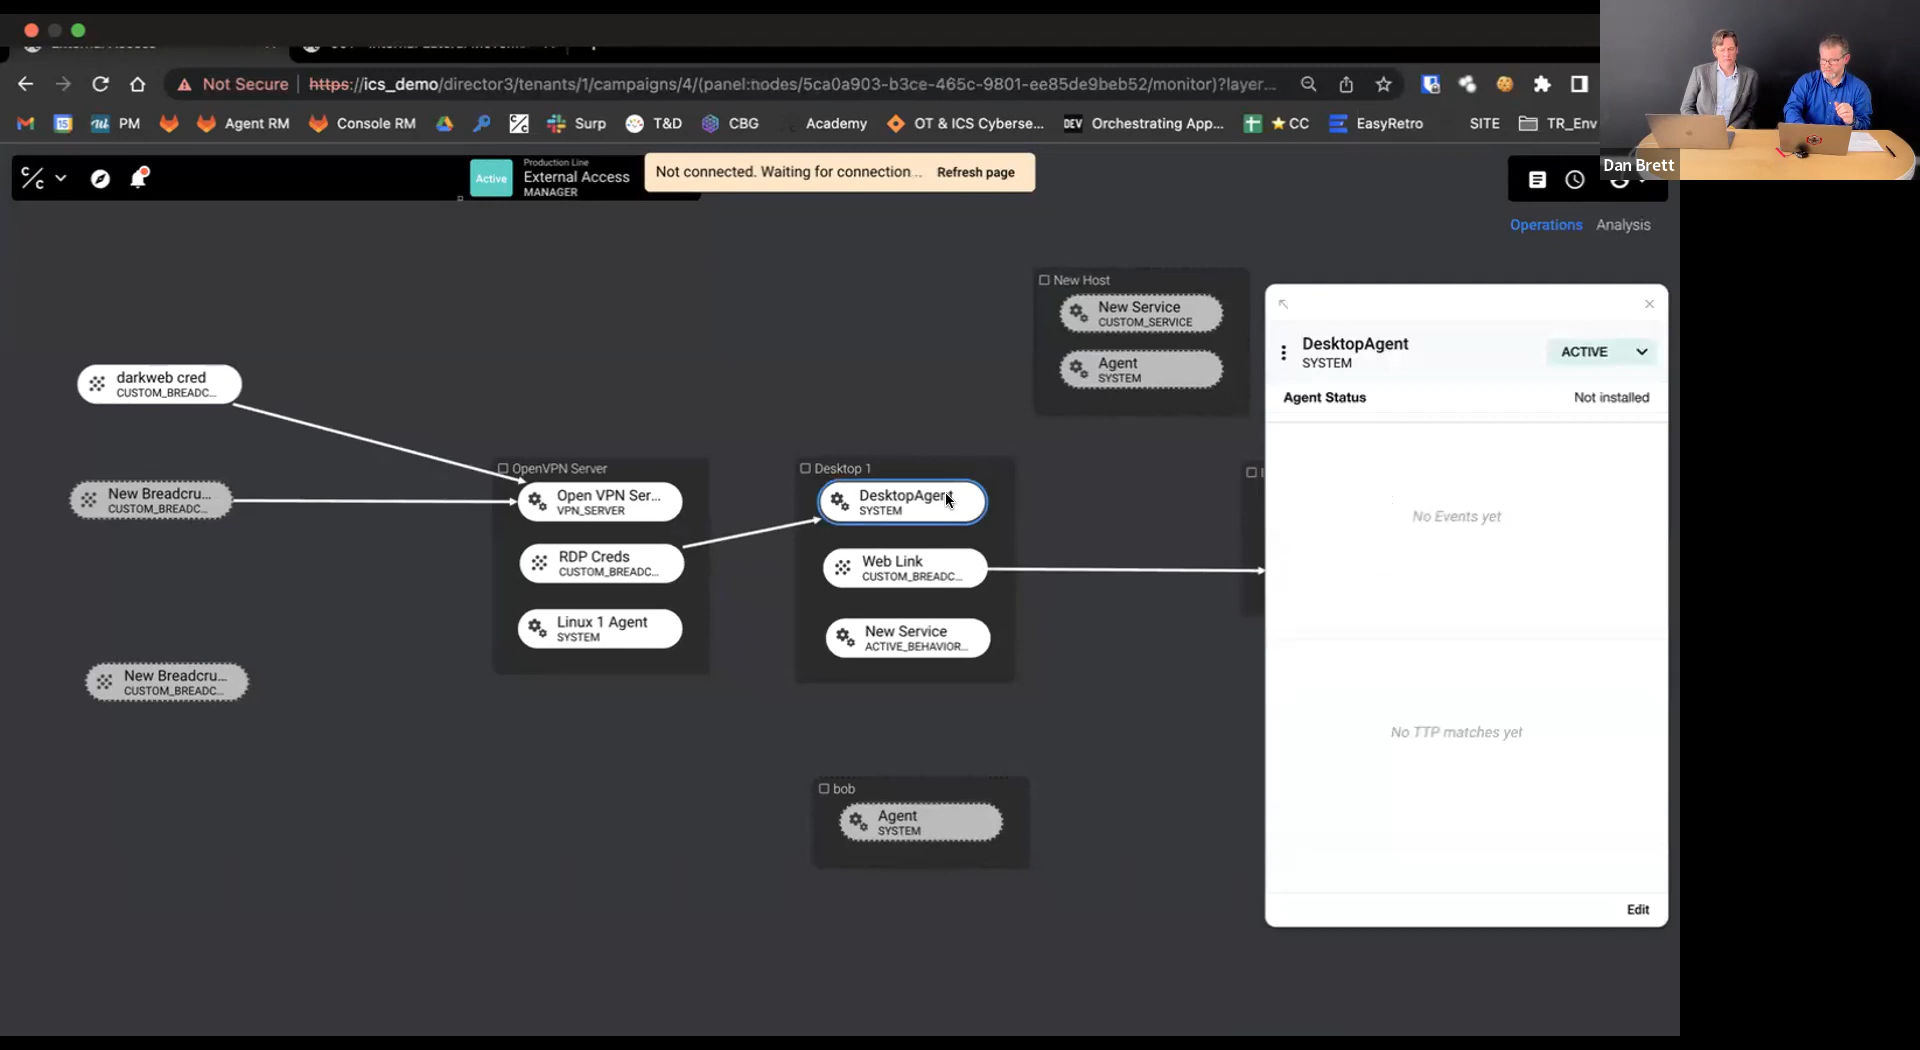 Not Secure
https://ics_demo/director3/tenants/1/campaigns/4/(panel:nodes/5ca0a903-b3ce-465c-9801-ee85de9beb52/monitor)?layer...
15
PM
Agent RM
Console RM
Surp
T&D
CBG
Academy
OT & ICS Cyberse...
DEV
Orchestrating App...
CC
EasyRetro
SITE
TR_Env
Dan Brett
Active
Production Line
External Access
MANAGER
Not connected. Waiting for connection...
Refresh page
Operations
Analysis
New Host
New Service
CUSTOM_SERVICE
Agent
SYSTEM
darkweb cred
CUSTOM_BREADC...
New Breadcru...
CUSTOM_BREADC...
New Breadcru...
CUSTOM_BREADC...
OpenVPN Server
Open VPN Ser...
VPN_SERVER
RDP Creds
CUSTOM_BREADC...
Linux 1 Agent
SYSTEM
Desktop 1
DesktopAgent
SYSTEM
Web Link
CUSTOM_BREADC...
New Service
ACTIVE_BEHAVIOR...
bob
Agent
SYSTEM
DesktopAgent
SYSTEM
ACTIVE
Agent Status
Not installed
No Events yet
No TTP matches yet
Edit